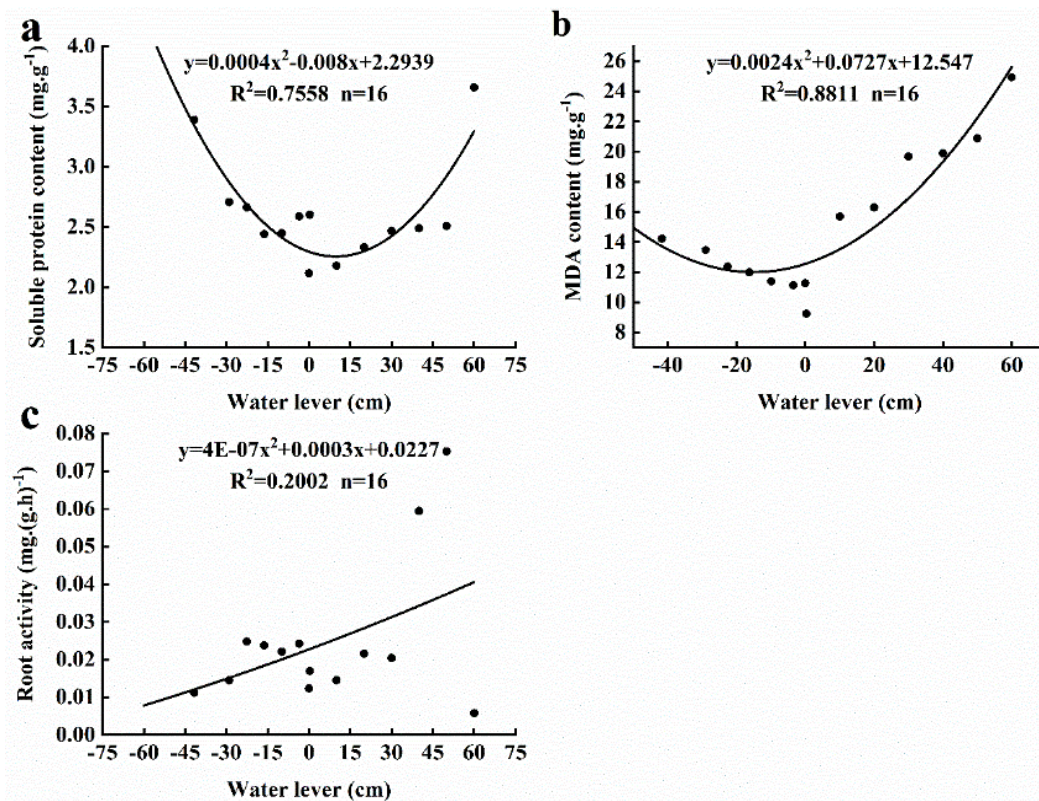 a
y=0.0004x²-0.008x+2.2939
R²=0.7558 n=16
Soluble protein content (mg.g⁻¹)
4.0
3.5
3.0
2.5
2.0
1.5
-75 -60 -45 -30 -15 0 15 30 45 60 75
Water lever (cm)
b
y=0.0024x²+0.0727x+12.547
R²=0.8811 n=16
MDA content (mg.g⁻¹)
26
24
22
20
18
16
14
12
10
8
-40 -20 0 20 40 60
Water lever (cm)
c
y=4E-07x²+0.0003x+0.0227
R²=0.2002 n=16
Root activity (mg.(g.h)⁻¹)
0.08
0.07
0.06
0.05
0.04
0.03
0.02
0.01
0.00
-75 -60 -45 -30 -15 0 15 30 45 60 75
Water lever (cm)